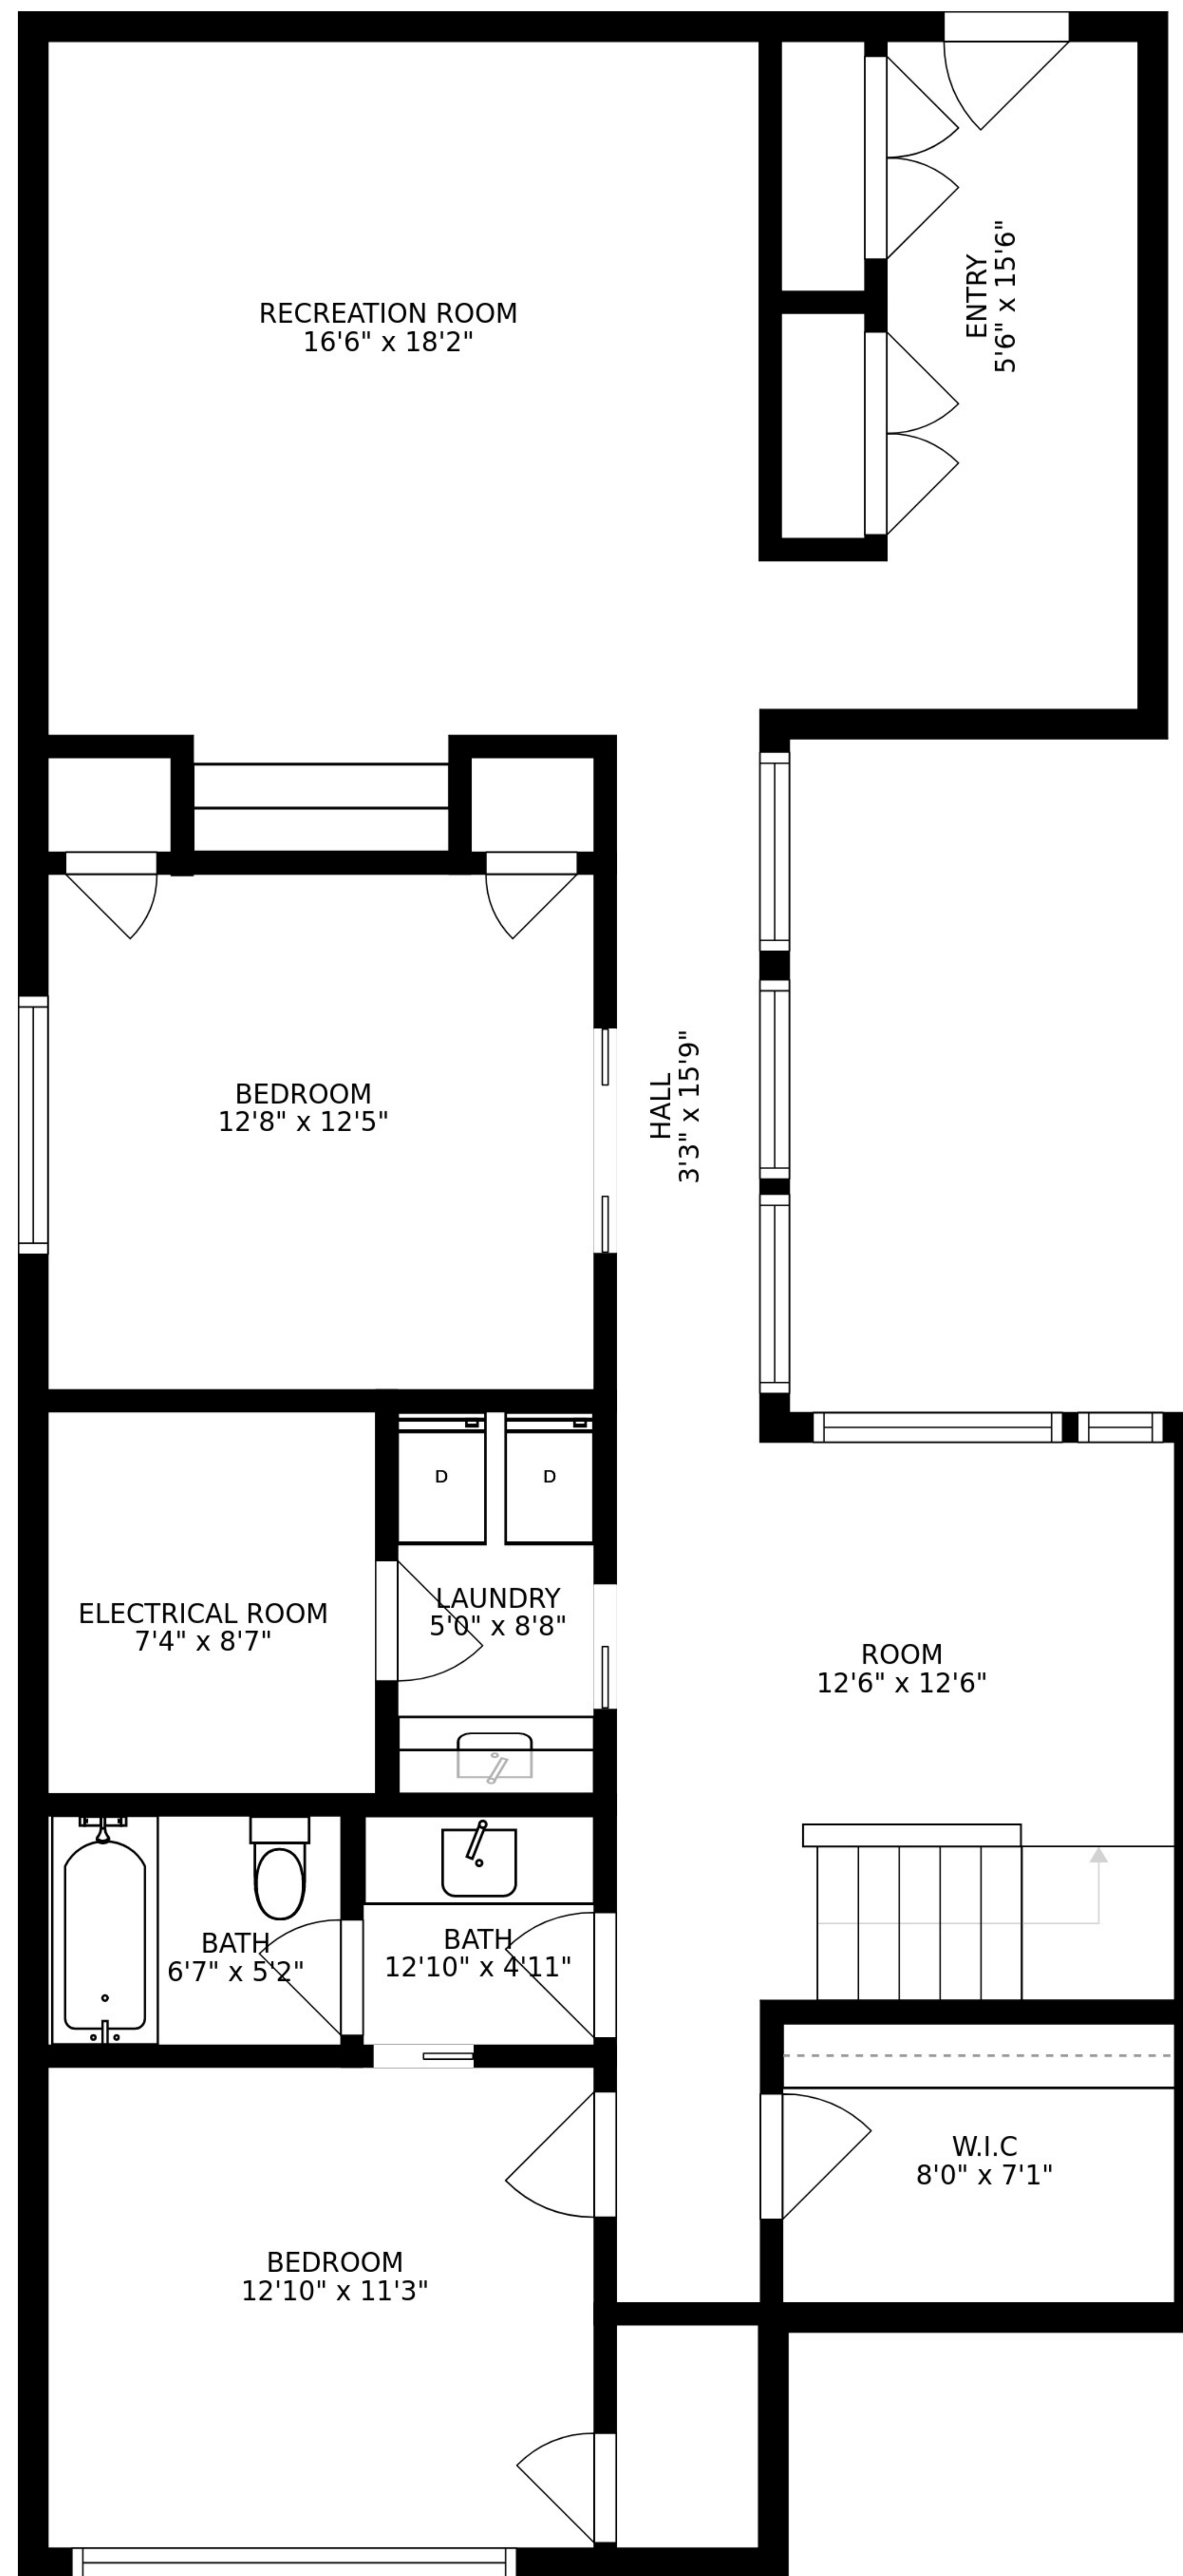 RECREATION ROOM
16'6" x 18'2"
ENTRY
5'6" x 15'6"
BEDROOM
12'8" x 12'5"
HALL
3'3" x 15'9"
D
D
ELECTRICAL ROOM
7'4" x 8'7"
LAUNDRY
5'0" x 8'8"
ROOM
12'6" x 12'6"
BATH
6'7" x 5'2"
BATH
12'10" x 4'11"
W.I.C
8'0" x 7'1"
BEDROOM
12'10" x 11'3"